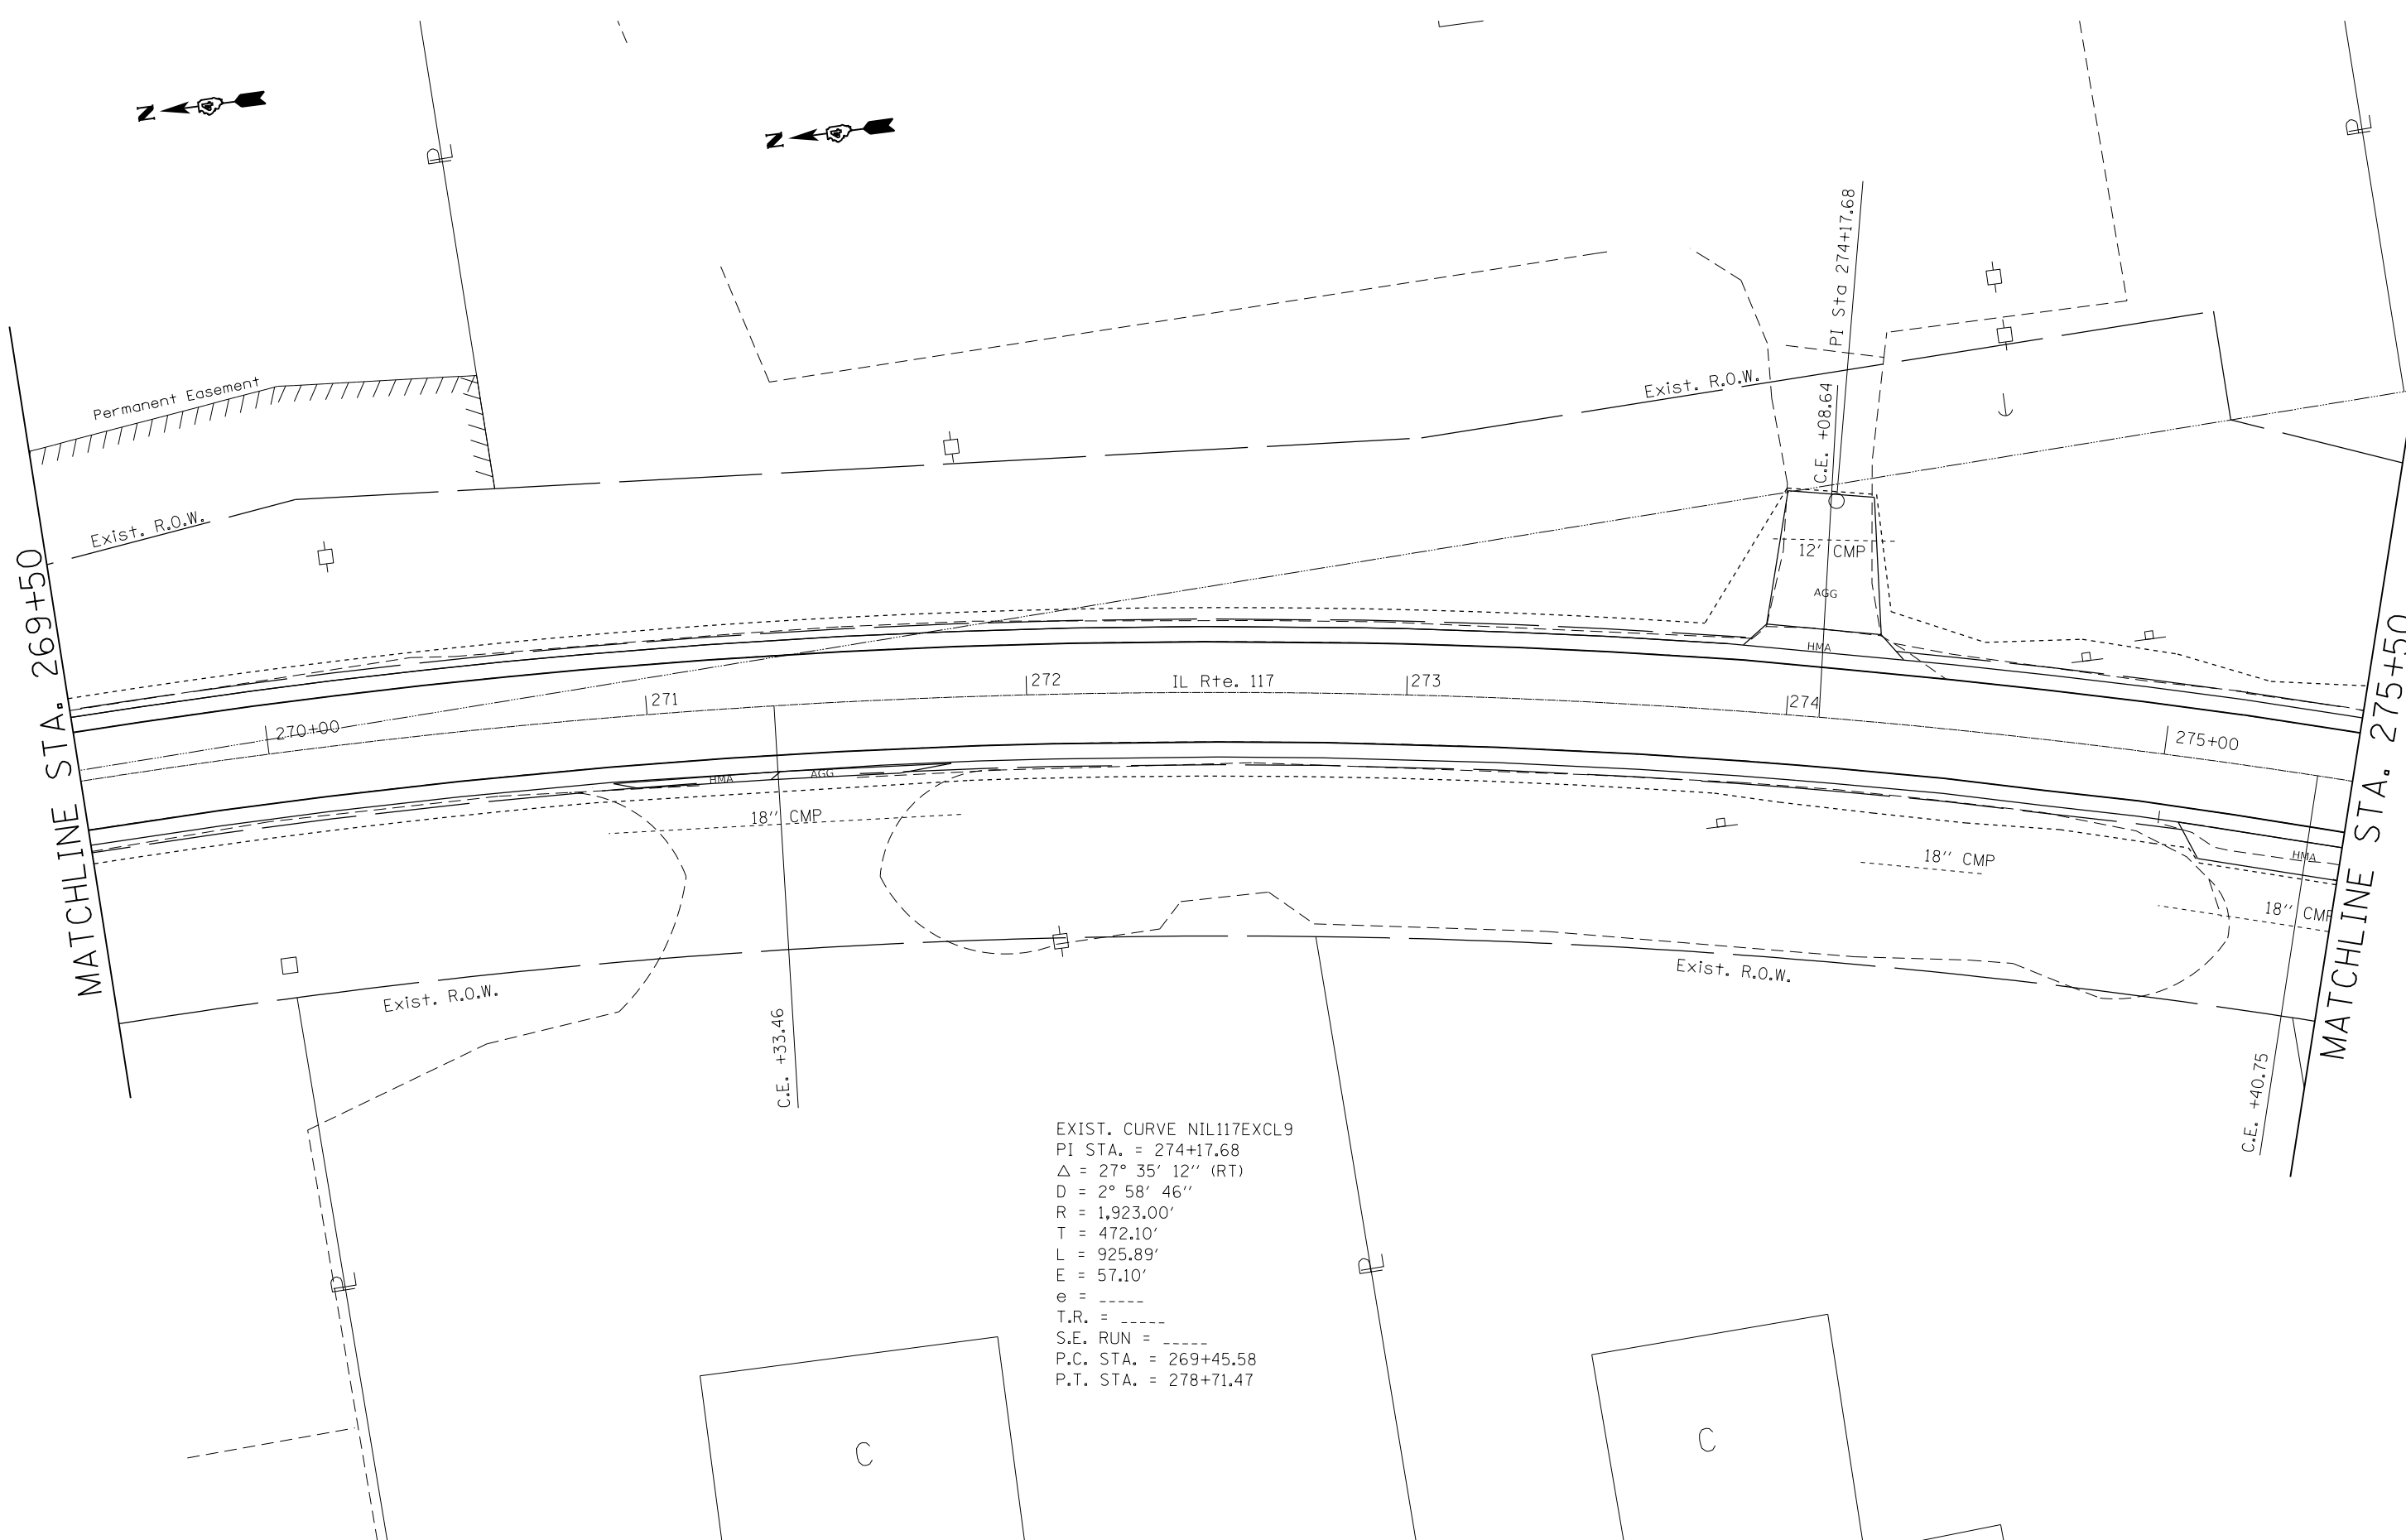 N
N
PL
PL
PI Sta 274+17.68
Permanent Easement
Exist. R.O.W.
C.E. +08.64
Exist. R.O.W.
12' CMP
AGG
HMA
MATCHLINE STA. 269+50
270+00
271
272
IL Rte. 117
273
274
275+00
MATCHLINE STA. 275+50
HMA
AGG
18'' CMP
18'' CMP
HMA
18'' CMP
Exist. R.O.W.
Exist. R.O.W.
C.E. +33.46
C.E. +40.75
EXIST. CURVE NIL117EXCL9
PI STA. = 274+17.68
Δ = 27° 35' 12'' (RT)
D = 2° 58' 46''
R = 1,923.00'
T = 472.10'
L = 925.89'
E = 57.10'
e = _____
T.R. = _____
S.E. RUN = _____
P.C. STA. = 269+45.58
P.T. STA. = 278+71.47
PL
PL
C
C